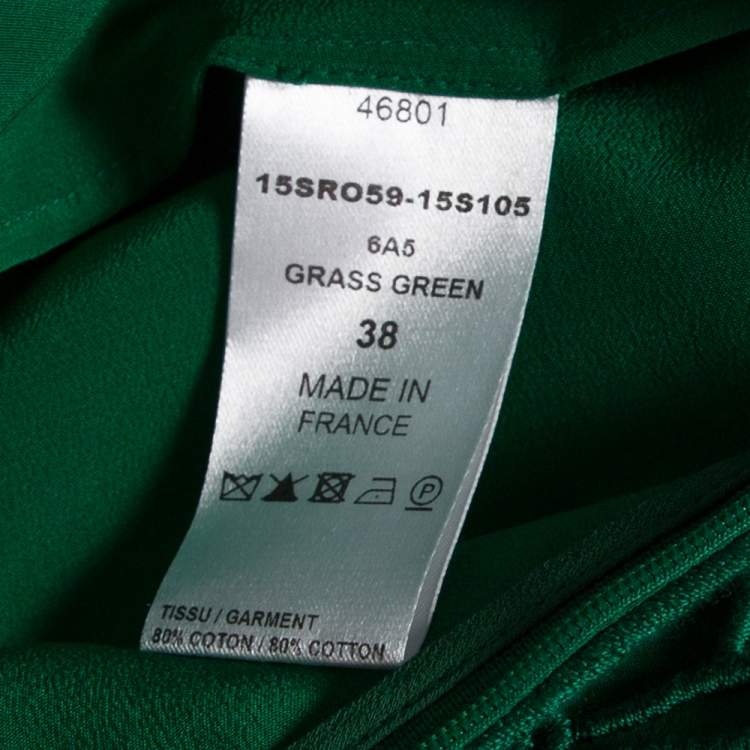 46801
15SRO59-15S105
6A5
GRASS GREEN
38
MADE IN
FRANCE
P
TISSU / GARMENT
80% COTON / 80% COTTON